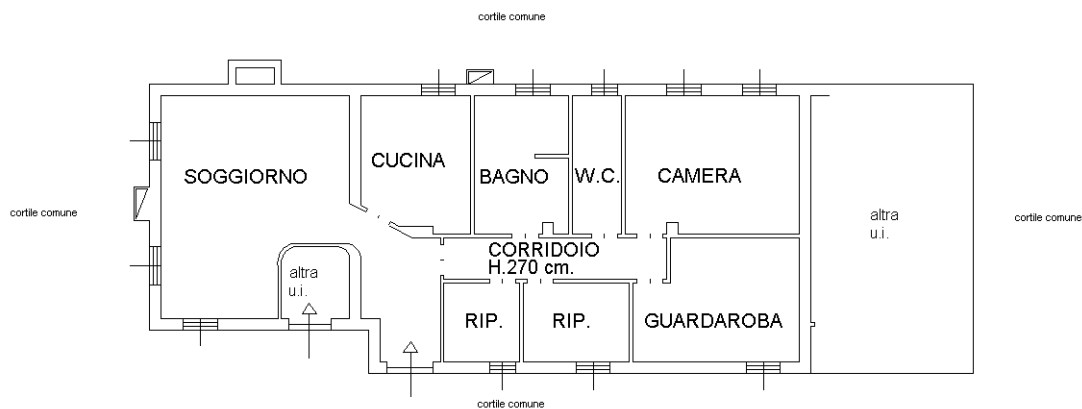 cortile comune
CUCINA
SOGGIORNO
BAGNO
W.C.
CAMERA
cortile comune
altra
u.i.
cortile comune
CORRIDOIO
H.270 cm.
altra
u.i.
RIP.
RIP.
GUARDAROBA
cortile comune